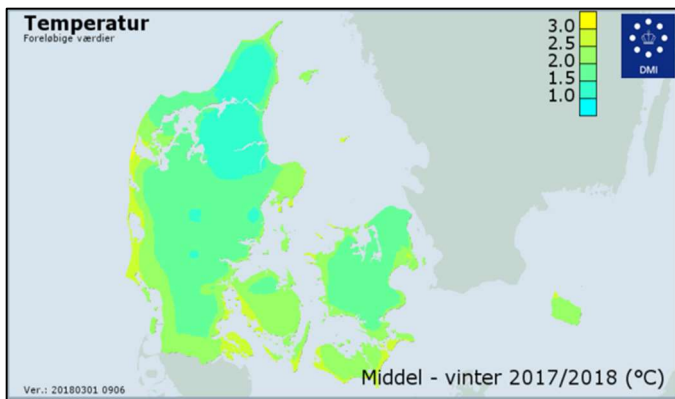 Temperatur
Foreløbige værdier
3.0
2.5
2.0
1.5
1.0
DMI
Middel - vinter 2017/2018 (°C)
Ver.: 20180301 0906